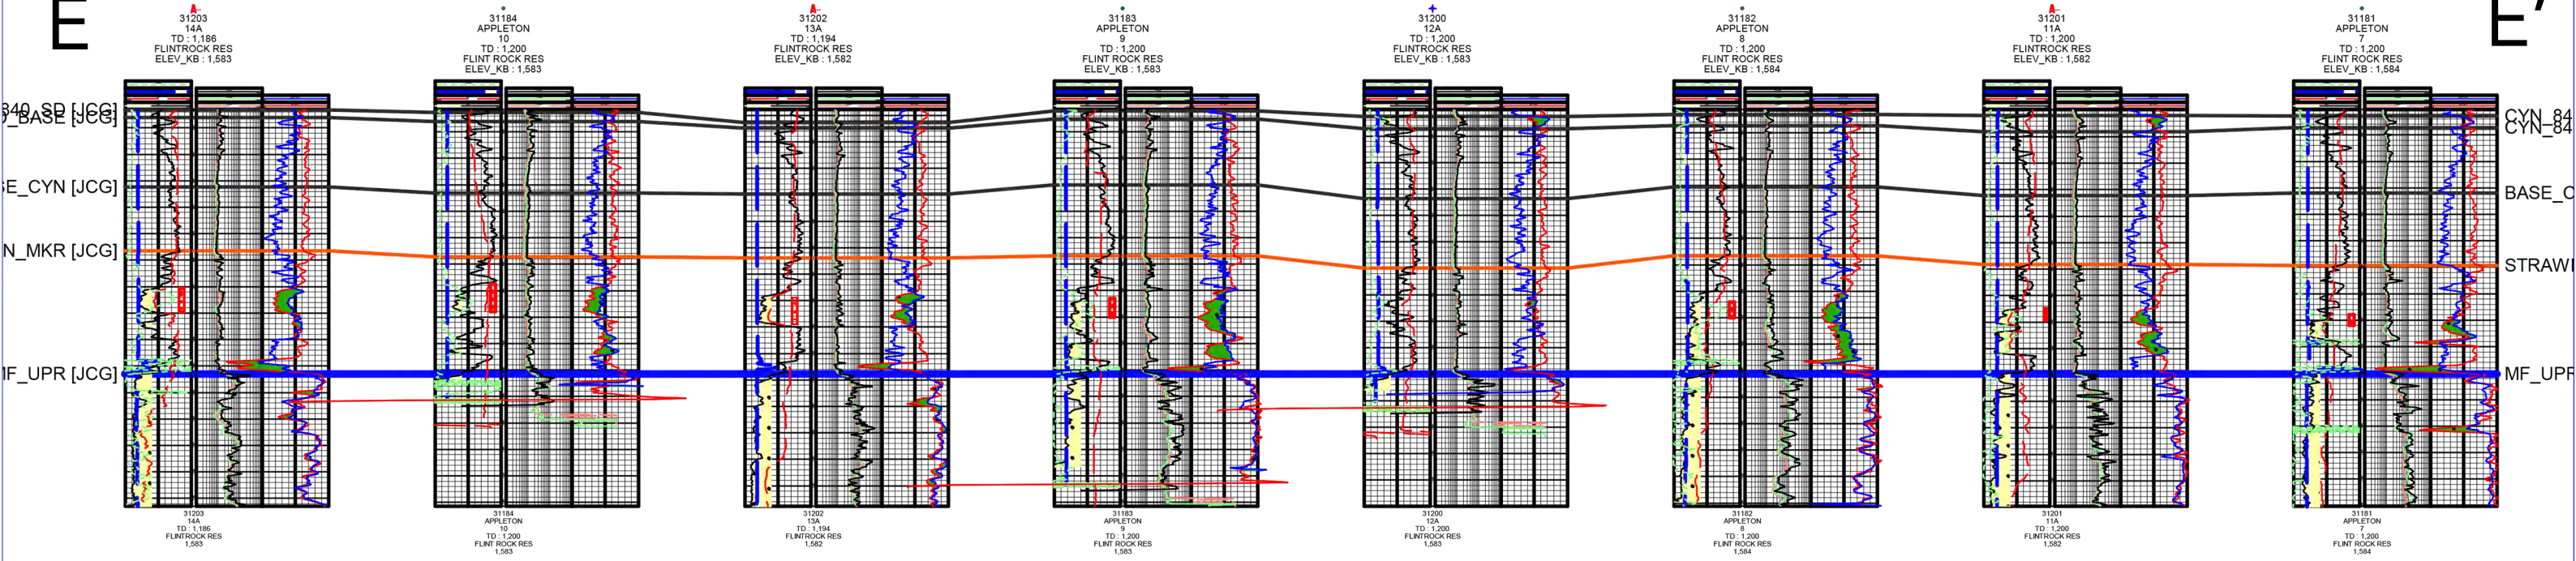 E
E'
A
31203
14A
TD : 1,186
FLINTROCK RES
ELEV_KB : 1,583
31184
APPLETON
10
TD : 1,200
FLINT ROCK RES
ELEV_KB : 1,583
A
31202
13A
TD : 1,194
FLINTROCK RES
ELEV_KB : 1,582
31183
APPLETON
9
TD : 1,200
FLINT ROCK RES
ELEV_KB : 1,583
31200
12A
TD : 1,200
FLINTROCK RES
ELEV_KB : 1,583
31182
APPLETON
8
TD : 1,200
FLINT ROCK RES
ELEV_KB : 1,584
A
31201
11A
TD : 1,200
FLINTROCK RES
ELEV_KB : 1,582
31181
APPLETON
7
TD : 1,200
FLINT ROCK RES
ELEV_KB : 1,584
340_SD [JCG]
_BASE [JCG]
SE_CYN [JCG]
N_MKR [JCG]
MF_UPR [JCG]
CYN_84
CYN_84
BASE_C
STRAWI
MF_UPR
31203
14A
TD : 1,186
FLINTROCK RES
1,583
31184
APPLETON
10
TD : 1,200
FLINT ROCK RES
1,583
31202
13A
TD : 1,194
FLINTROCK RES
1,582
31183
APPLETON
9
TD : 1,200
FLINT ROCK RES
1,583
31200
12A
TD : 1,200
FLINTROCK RES
1,583
31182
APPLETON
8
TD : 1,200
FLINT ROCK RES
1,584
31201
11A
TD : 1,200
FLINTROCK RES
1,582
31181
APPLETON
7
TD : 1,200
FLINT ROCK RES
1,584